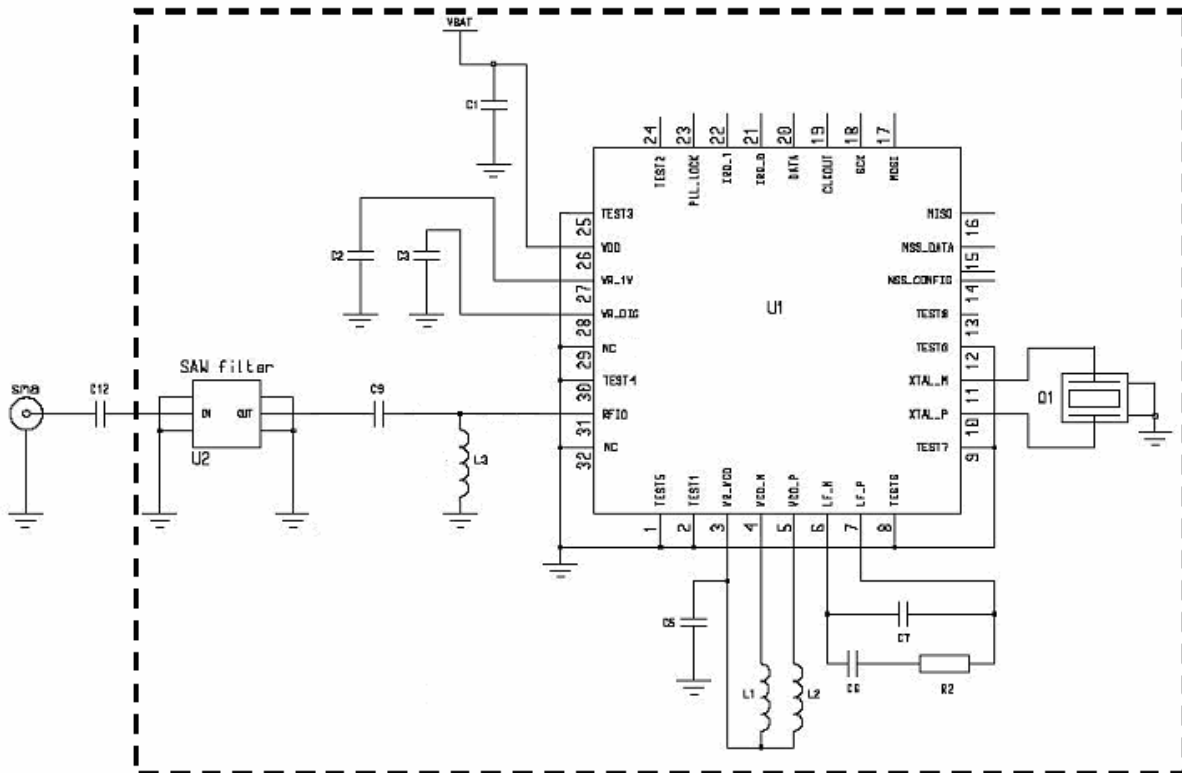 VBAT
C1
24 23 22 21 20 19 18 17
TEST2 PLL_LOCK IRQ_1 IRQ_0 DATA CLKOUT SCK MOSI
25 TEST3
26 VDD
27 VR_1V
28 VR_DIG
29 NC
30 TEST4
31 RFIO
32 NC
MISO 16
NSS_DATA 15
NSS_CONFIG 14
TEST8 13
12
XTAL_M 11
XTAL_P 10
TEST7 9
U1
C2
C3
SAW filter
IN OUT
U2
sma
C12
C9
L3
Q1
TEST5 TEST1 VR_VCO VCO_M VCO_P LF_M LF_P
1 2 3 4 5 6 7 8
C5
C7
L1
L2
C6
R2